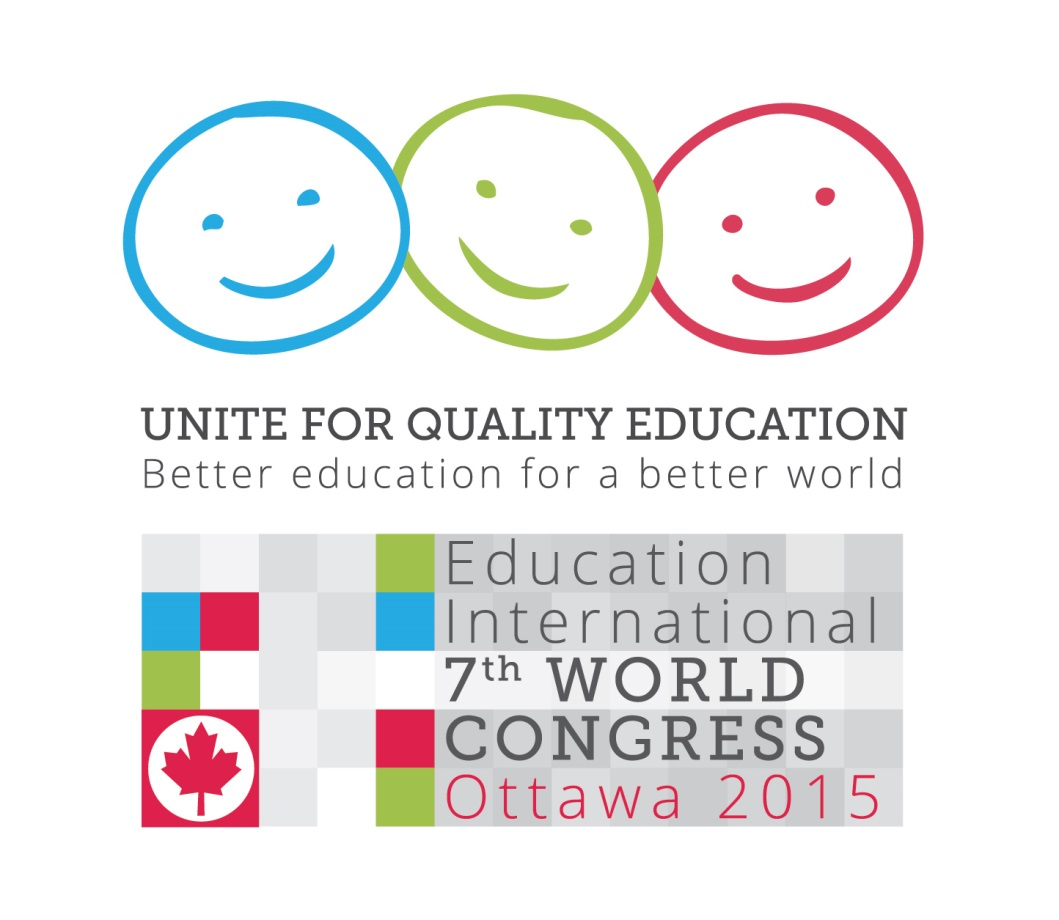 UNITE FOR QUALITY EDUCATION
Better education for a better world
Education
International
7th WORLD
CONGRESS
Ottawa 2015